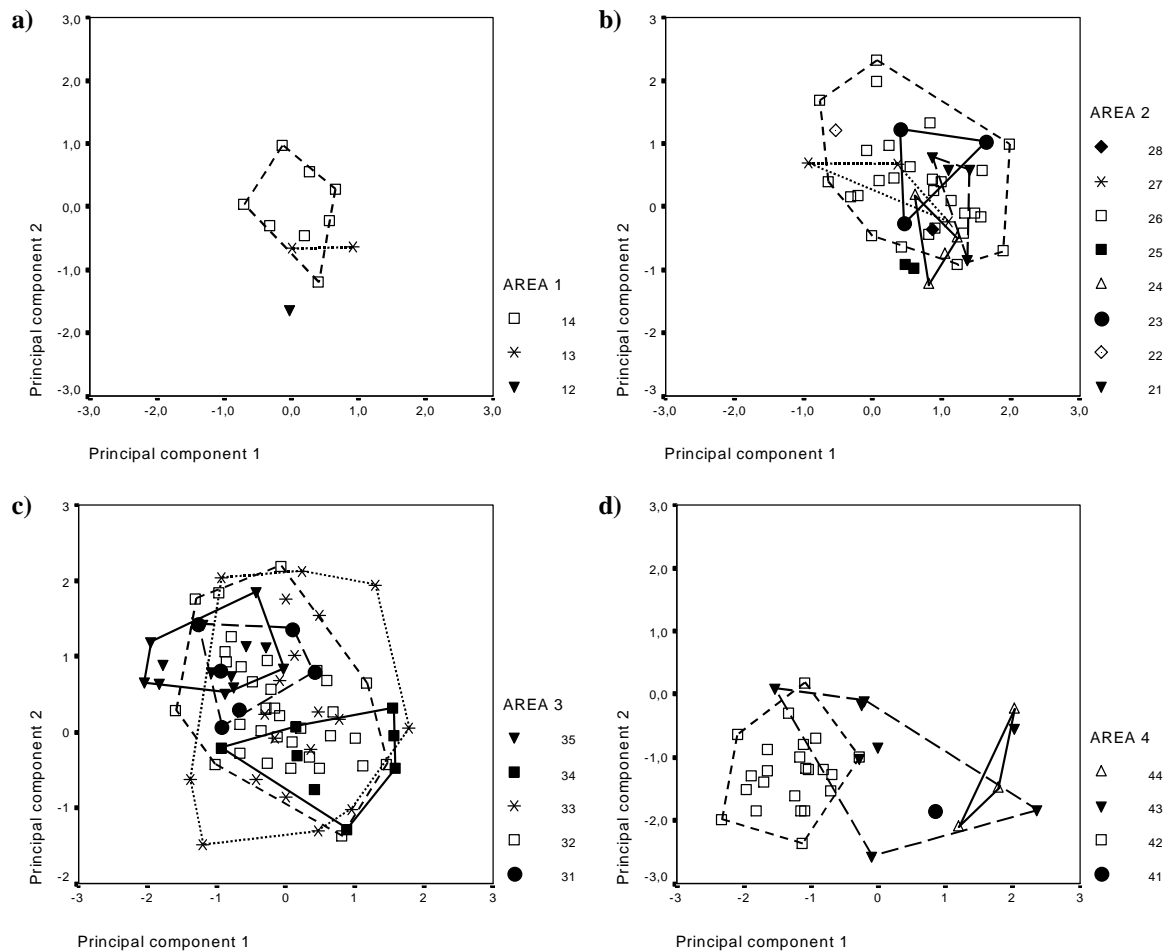 a)
3,0
2,0
1,0
0,0
-1,0
-2,0
-3,0
Principal component 2
-3,0 -2,0 -1,0 0,0 1,0 2,0 3,0
Principal component 1
AREA 1
14
13
12
b)
3
2
1
0
-1
-2
-3
Principal component 2
-3,0 -2,0 -1,0 0,0 1,0 2,0 3,0
Principal component 1
AREA 2
28
27
26
25
24
23
22
21
c)
3
2
1
0
-1
-2
Principal component 2
-3 -2 -1 0 1 2 3
Principal component 1
AREA 3
35
34
33
32
31
d)
3,0
2,0
1,0
0,0
-1,0
-2,0
-3,0
Principal component 2
-3 -2 -1 0 1 2 3
Principal component 1
AREA 4
44
43
42
41